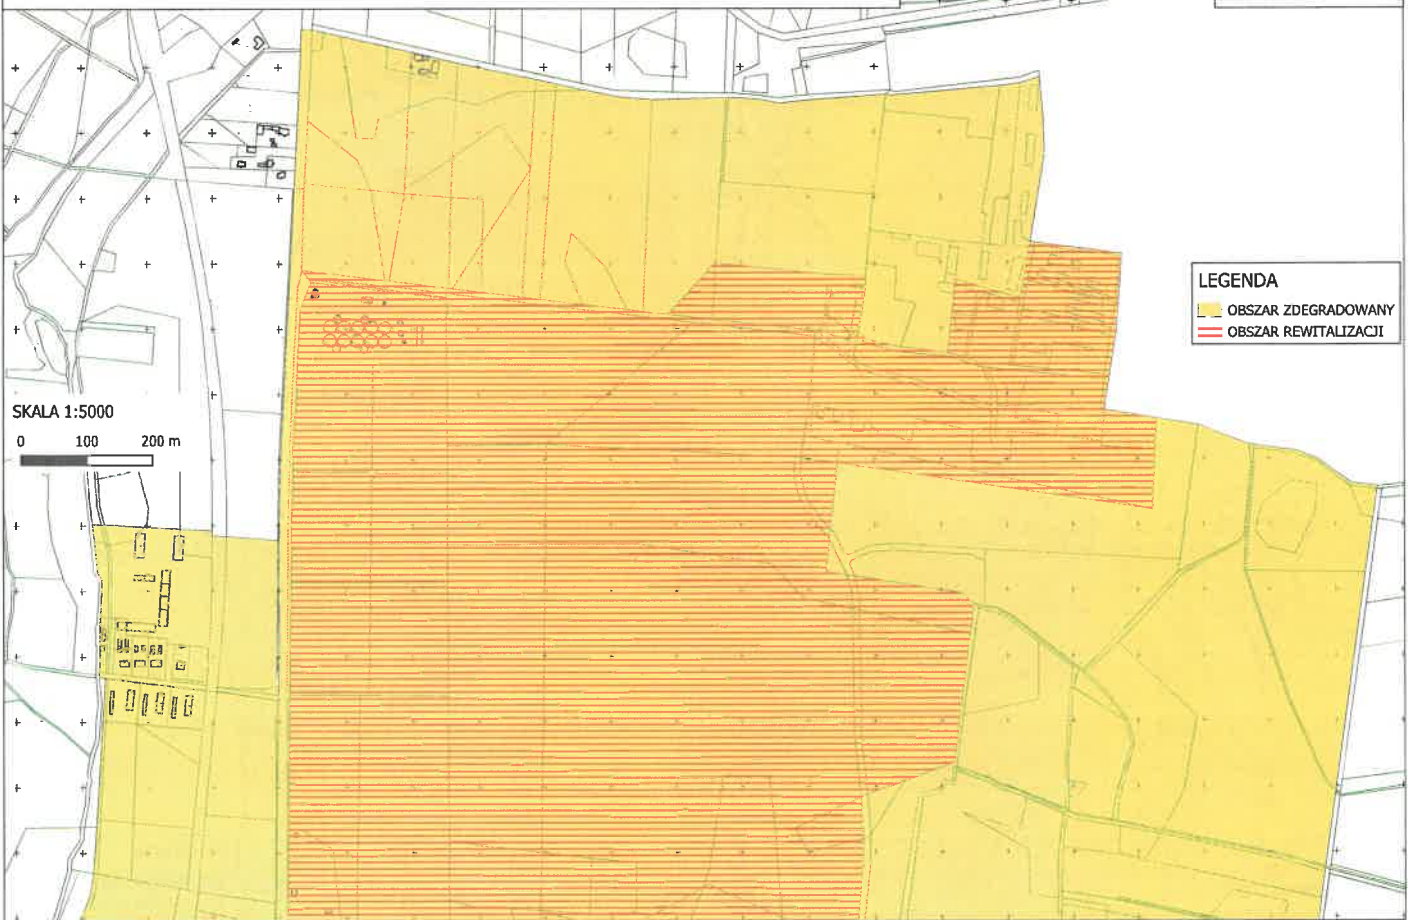 LEGENDA
OBSZAR ZDEGRADOWANY
OBSZAR REWITALIZACJI
SKALA 1:5000
0 100 200 m